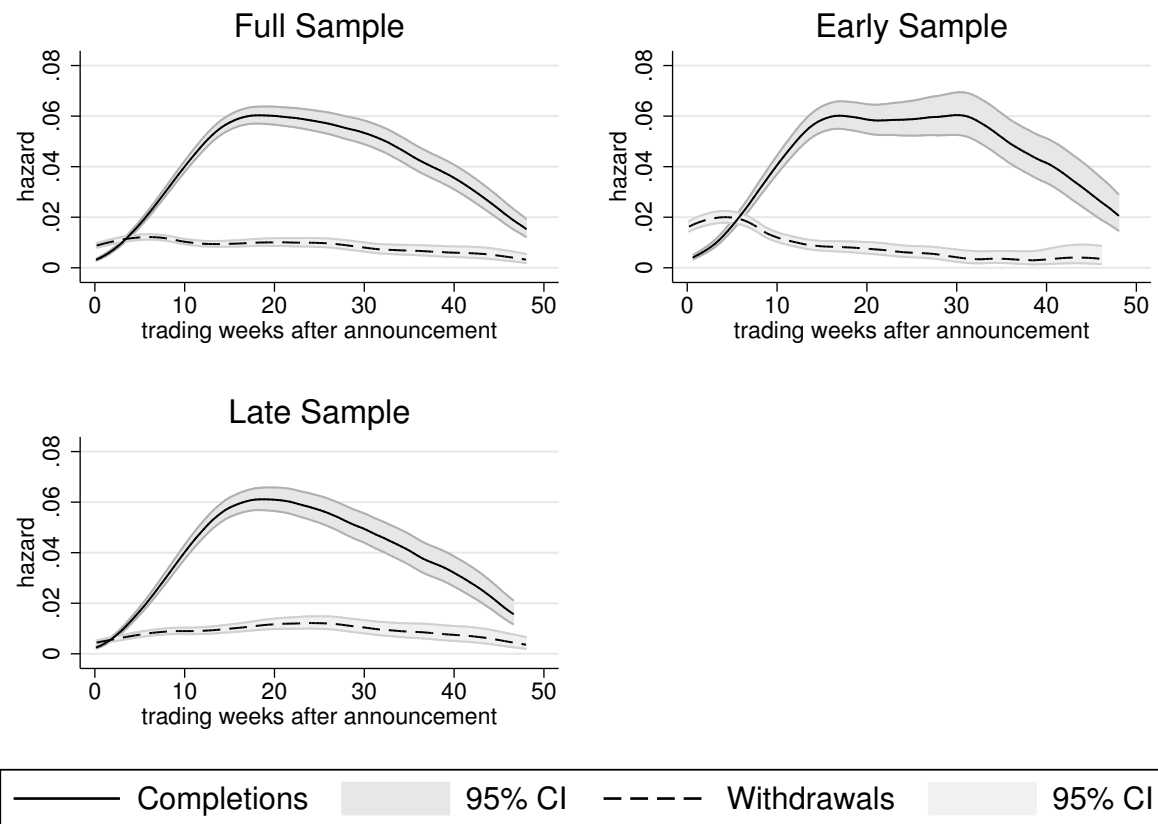 Full Sample
.08
.06
.04
.02
0
hazard
0 10 20 30 40 50
trading weeks after announcement
Early Sample
.08
.06
.04
.02
0
hazard
0 10 20 30 40 50
trading weeks after announcement
Late Sample
.08
.06
.04
.02
0
hazard
0 10 20 30 40 50
trading weeks after announcement
Completions 95% CI Withdrawals 95% CI